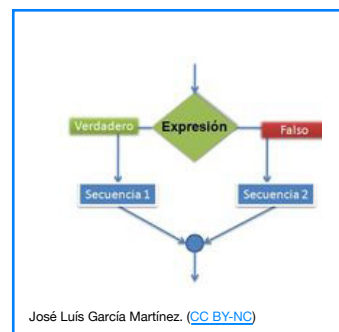 Expresión
Verdadero
Falso
Secuencia 1
Secuencia 2
José Luís García Martínez. (CC BY-NC)